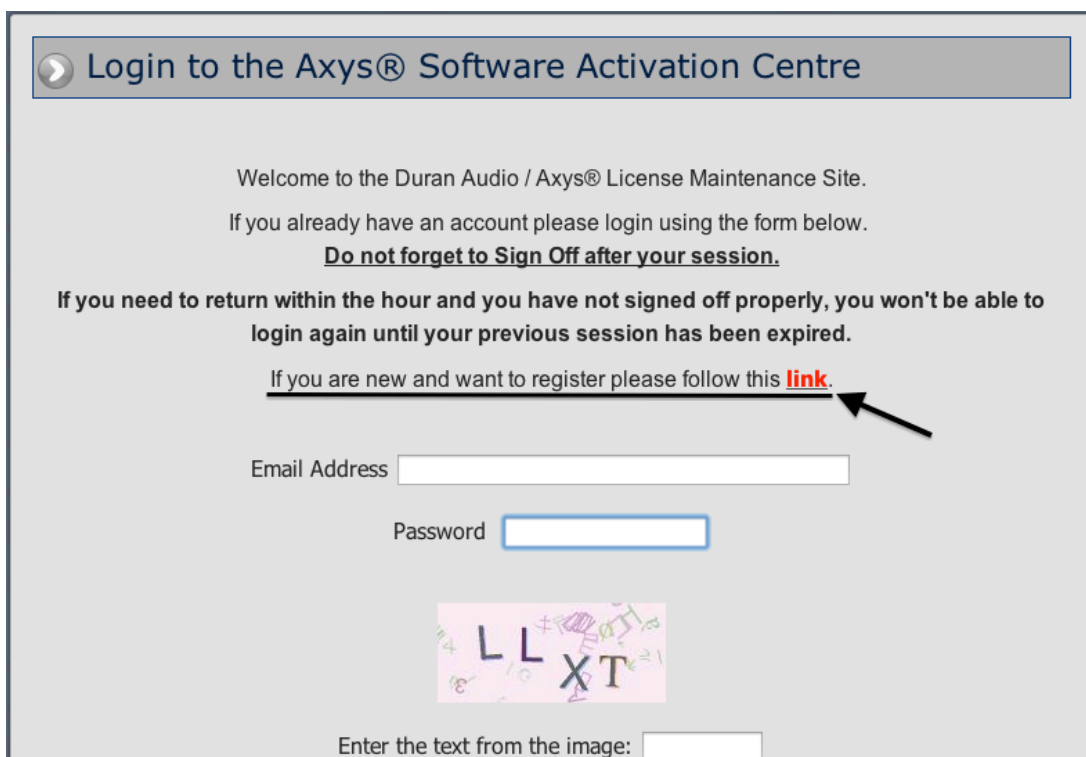 Login to the Axys® Software Activation Centre
Welcome to the Duran Audio / Axys® License Maintenance Site.
If you already have an account please login using the form below.
Do not forget to Sign Off after your session.
If you need to return within the hour and you have not signed off properly, you won't be able to
login again until your previous session has been expired.
If you are new and want to register please follow this link.
Email Address
Password
LLXT
Enter the text from the image: